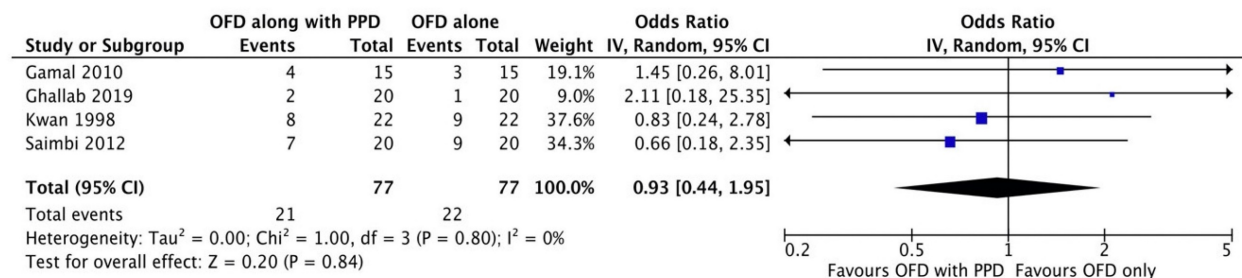 OFD along with PPD OFD alone Odds Ratio Odds Ratio
Study or Subgroup Events Total Events Total Weight IV, Random, 95% CI IV, Random, 95% CI
Gamal 2010 4 15 3 15 19.1% 1.45 [0.26, 8.01]
Ghallab 2019 2 20 1 20 9.0% 2.11 [0.18, 25.35]
Kwan 1998 8 22 9 22 37.6% 0.83 [0.24, 2.78]
Saimbi 2012 7 20 9 20 34.3% 0.66 [0.18, 2.35]
Total (95% CI) 77 77 100.0% 0.93 [0.44, 1.95]
Total events 21 22
Heterogeneity: Tau² = 0.00; Chi² = 1.00, df = 3 (P = 0.80); I² = 0%
Test for overall effect: Z = 0.20 (P = 0.84)
0.2 0.5 1 2 5
Favours OFD with PPD Favours OFD only